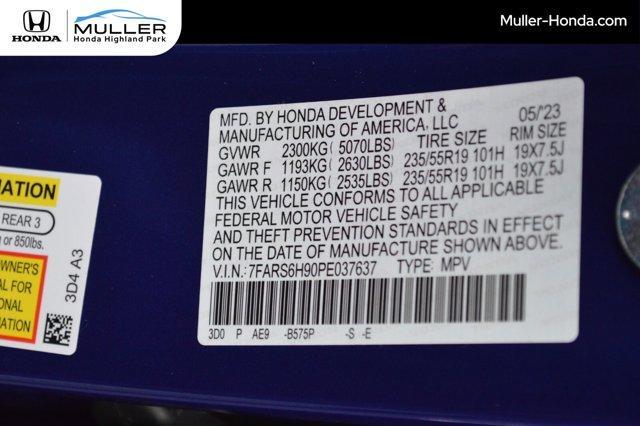 HONDA
MULLER
Honda Highland Park
Muller-Honda.com
MFD. BY HONDA DEVELOPMENT & 05/'23
MANUFACTURING OF AMERICA, LLC
GVWR 2300KG (5070LBS) TIRE SIZE RIM SIZE
GAWR F 1193KG (2630LBS) 235/55R19 101H 19X7.5J
GAWR R 1150KG (2535LBS) 235/55R19 101H 19X7.5J
THIS VEHICLE CONFORMS TO ALL APPLICABLE
FEDERAL MOTOR VEHICLE SAFETY
AND THEFT PREVENTION STANDARDS IN EFFECT
ON THE DATE OF MANUFACTURE SHOWN ABOVE.
V.I.N.: 7FARS6H90PE037637 TYPE: MPV
3D0 P AE9 -B575P -S -E
MATION
REAR 3
or 850lbs.
OWNER'S
AL FOR
IONAL
ATION
3D4 A3